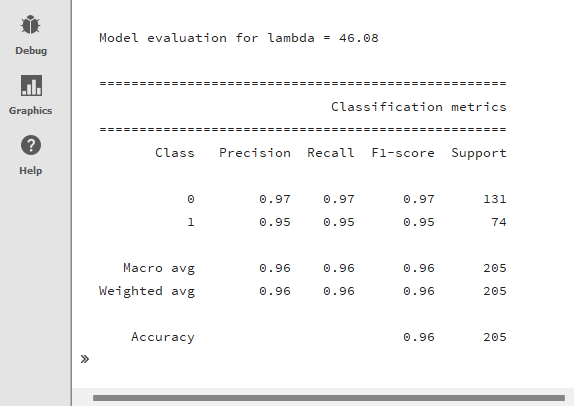 Debug
Graphics
Help
Model evaluation for lambda = 46.08
===================================================
Classification metrics
===================================================
Class Precision Recall F1-score Support
0 0.97 0.97 0.97 131
1 0.95 0.95 0.95 74
Macro avg 0.96 0.96 0.96 205
Weighted avg 0.96 0.96 0.96 205
Accuracy 0.96 205
»